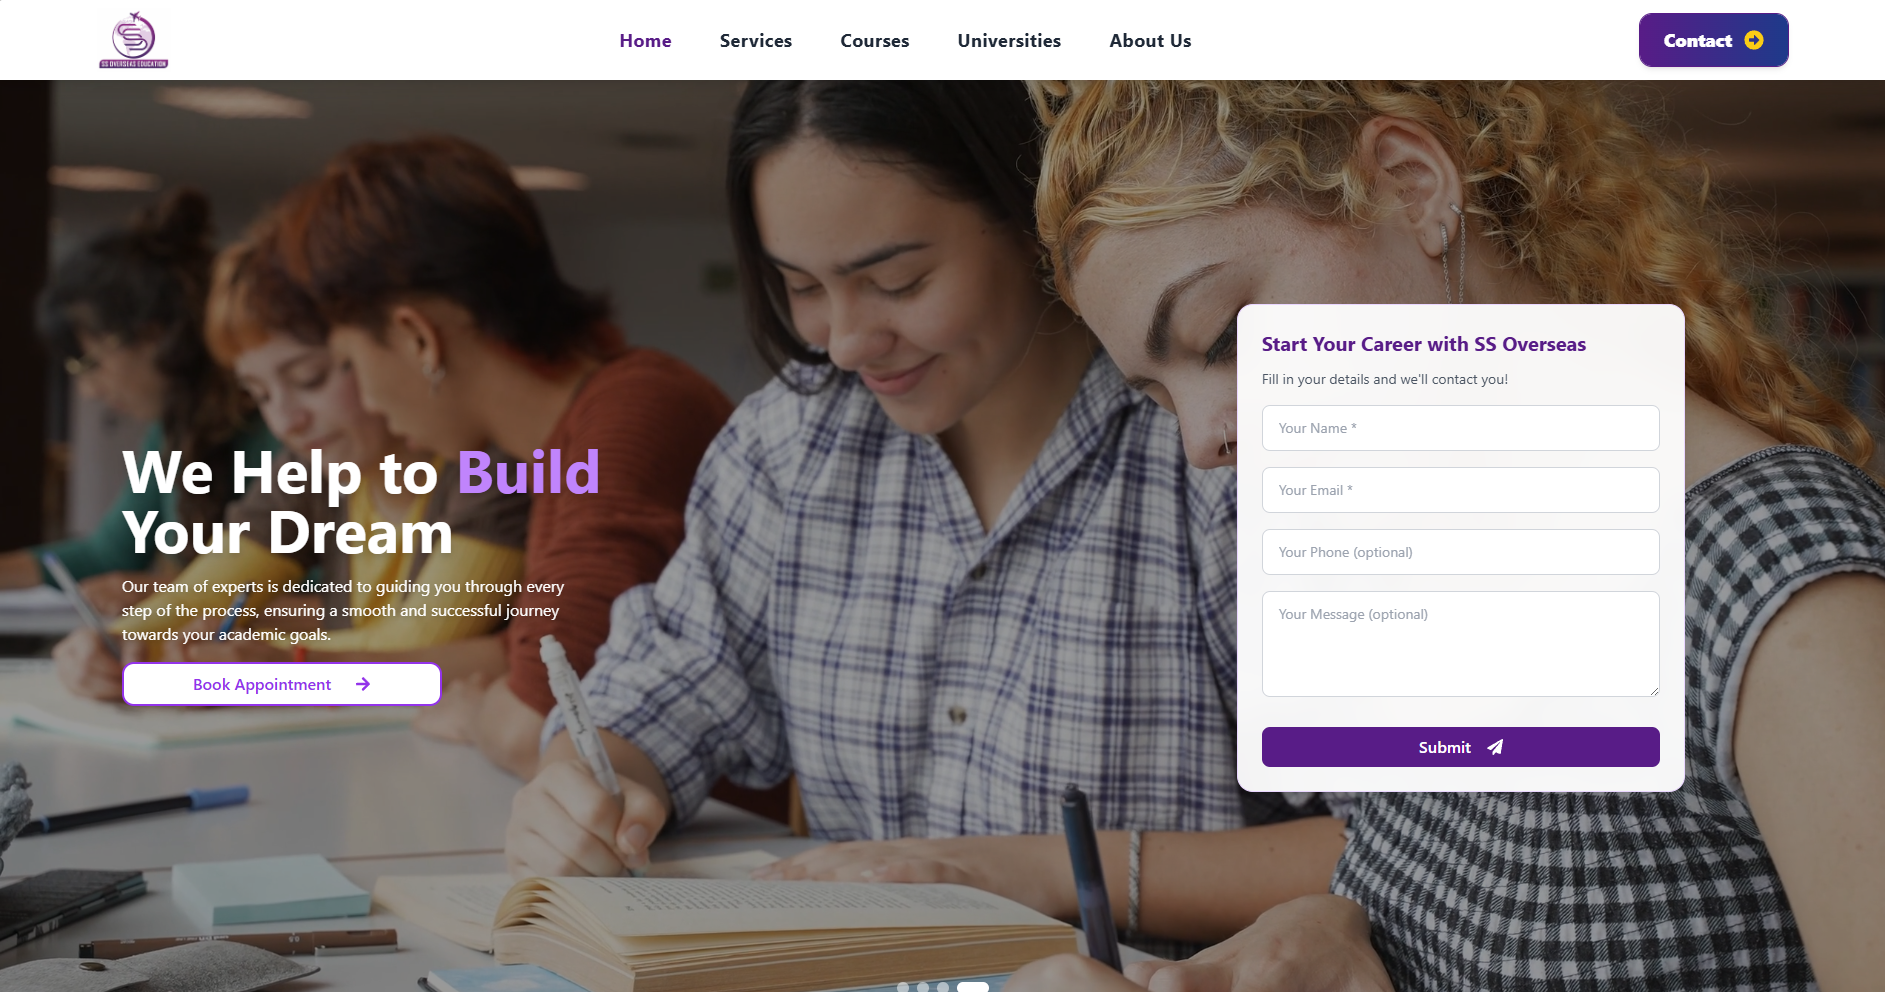 SS OVERSEAS EDUCATION
Home
Services
Courses
Universities
About Us
Contact
We Help to Build
Your Dream
Our team of experts is dedicated to guiding you through every
step of the process, ensuring a smooth and successful journey
towards your academic goals.
Book Appointment
Start Your Career with SS Overseas
Fill in your details and we'll contact you!
Your Name *
Your Email *
Your Phone (optional)
Your Message (optional)
Submit